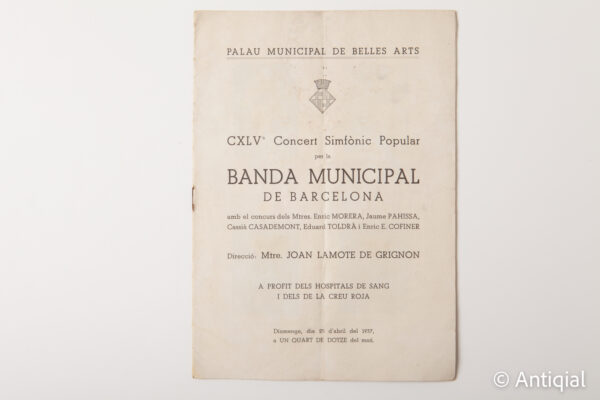 PALAU MUNICIPAL DE BELLES ARTS
CXLVè Concert Simfònic Popular
per la
BANDA MUNICIPAL
DE BARCELONA
amb el concurs dels Mtres. Enric MORERA, Jaume PAHISSA,
Cassià CASADEMONT, Eduard TOLDRÀ i Enric E. COFINER
Direcció: Mtre. JOAN LAMOTE DE GRIGNON
A PROFIT DELS HOSPITALS DE SANG
I DELS DE LA CREU ROJA
Diumenge, dia 25 d'abril del 1937,
a UN QUART DE DOTZE del matí.
© Antiqial